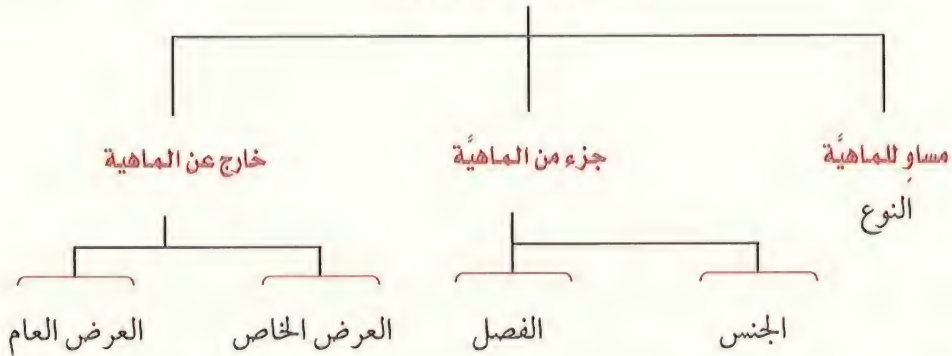 مساوٍ للماهيَّة
النوع
جزء من الماهيَّة
الجنس
الفصل
خارج عن الماهية
العرض الخاص
العرض العام